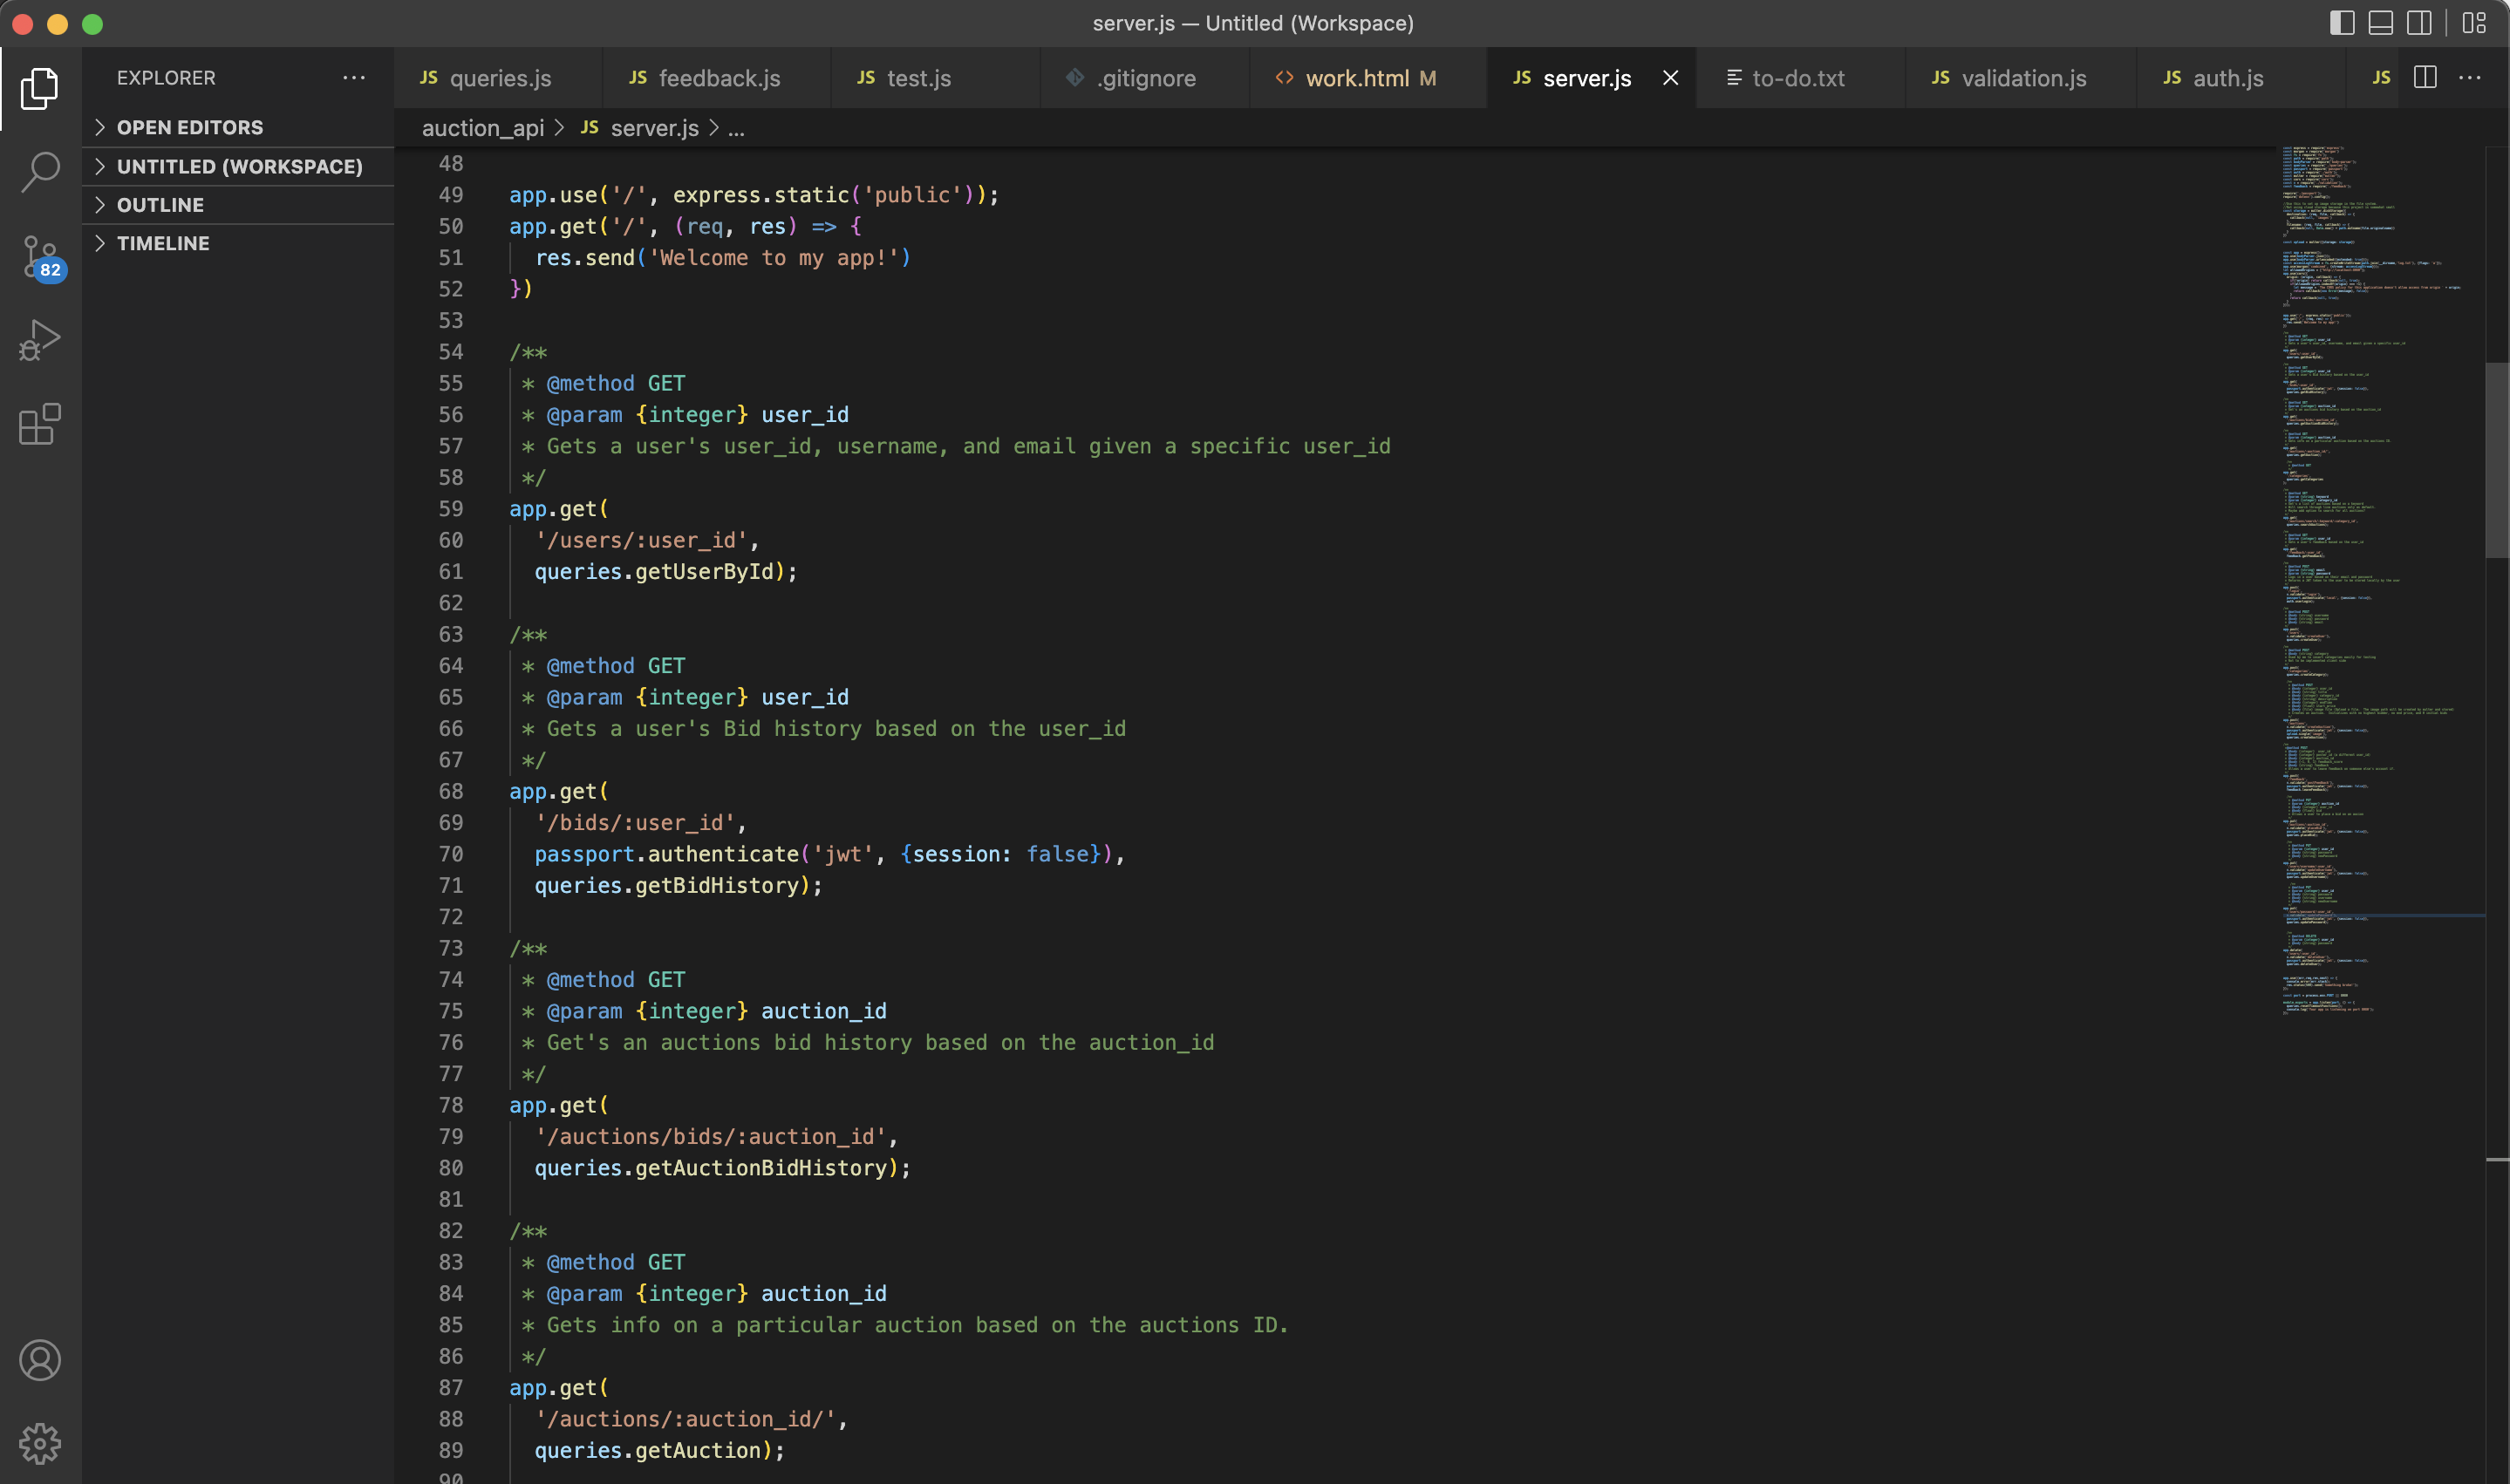 server.js — Untitled (Workspace)
EXPLORER
OPEN EDITORS
UNTITLED (WORKSPACE)
OUTLINE
TIMELINE
82
JS queries.js
JS feedback.js
JS test.js
.gitignore
<> work.html M
JS server.js
to-do.txt
JS validation.js
JS auth.js
JS
auction_api > JS server.js > ...
48
49 app.use('/', express.static('public'));
50 app.get('/', (req, res) => {
51   res.send('Welcome to my app!')
52 })
53
54 /**
55  * @method GET
56  * @param {integer} user_id
57  * Gets a user's user_id, username, and email given a specific user_id
58  */
59 app.get(
60   '/users/:user_id',
61   queries.getUserById);
62
63 /**
64  * @method GET
65  * @param {integer} user_id
66  * Gets a user's Bid history based on the user_id
67  */
68 app.get(
69   '/bids/:user_id',
70   passport.authenticate('jwt', {session: false}),
71   queries.getBidHistory);
72
73 /**
74  * @method GET
75  * @param {integer} auction_id
76  * Get's an auctions bid history based on the auction_id
77  */
78 app.get(
79   '/auctions/bids/:auction_id',
80   queries.getAuctionBidHistory);
81
82 /**
83  * @method GET
84  * @param {integer} auction_id
85  * Gets info on a particular auction based on the auctions ID.
86  */
87 app.get(
88   '/auctions/:auction_id/',
89   queries.getAuction);
90